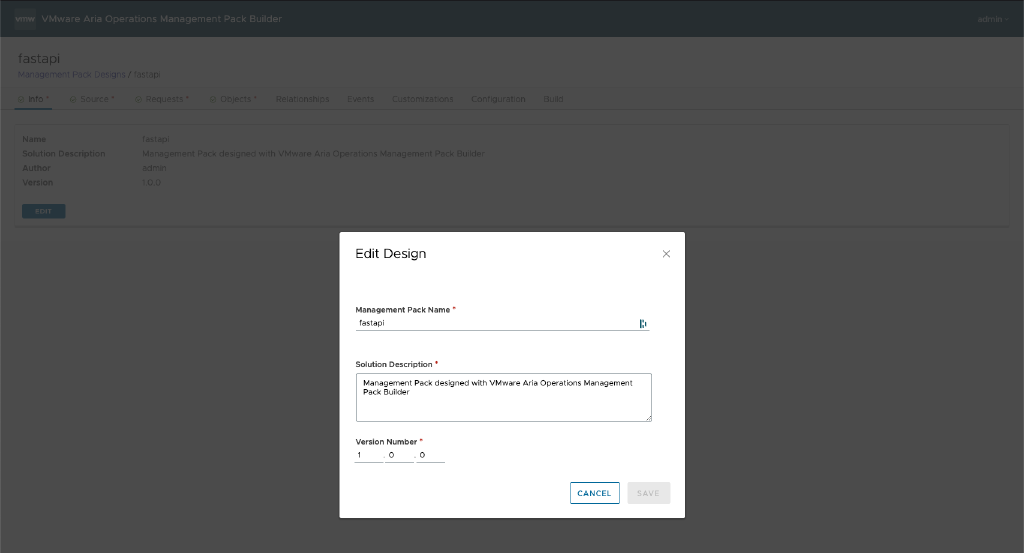 vmw VMware Aria Operations Management Pack Builder admin
fastapi
Management Pack Designs / fastapi
Info * Source * Requests * Objects * Relationships Events Customizations Configuration Build
Name fastapi
Solution Description Management Pack designed with VMware Aria Operations Management Pack Builder
Author admin
Version 1.0.0
EDIT
Edit Design
Management Pack Name *
fastapi
Solution Description *
Management Pack designed with VMware Aria Operations Management
Pack Builder
Version Number *
1 . 0 . 0
CANCEL SAVE